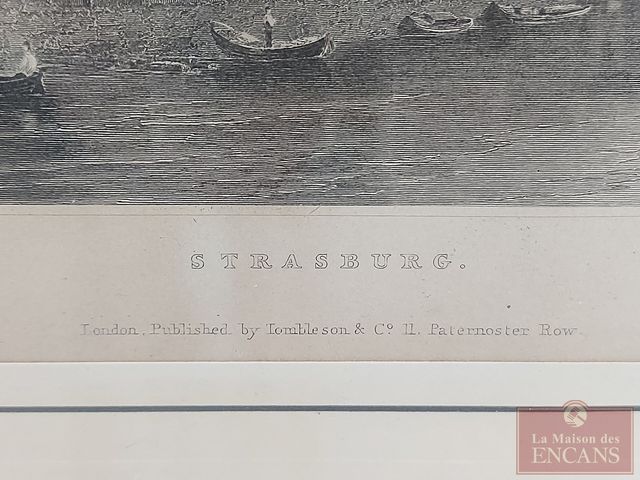 STRASBURG.
London, Published by Tombleson & Cº 11, Paternoster Row.
La Maison des
ENCANS